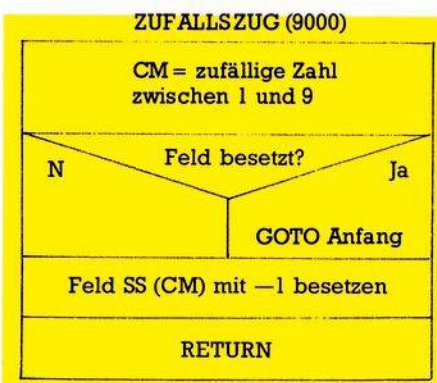 ZUFALLSZUG (9000)
CM = zufällige Zahl
zwischen 1 und 9
Feld besetzt?
N
Ja
GOTO Anfang
Feld SS (CM) mit —1 besetzen
RETURN